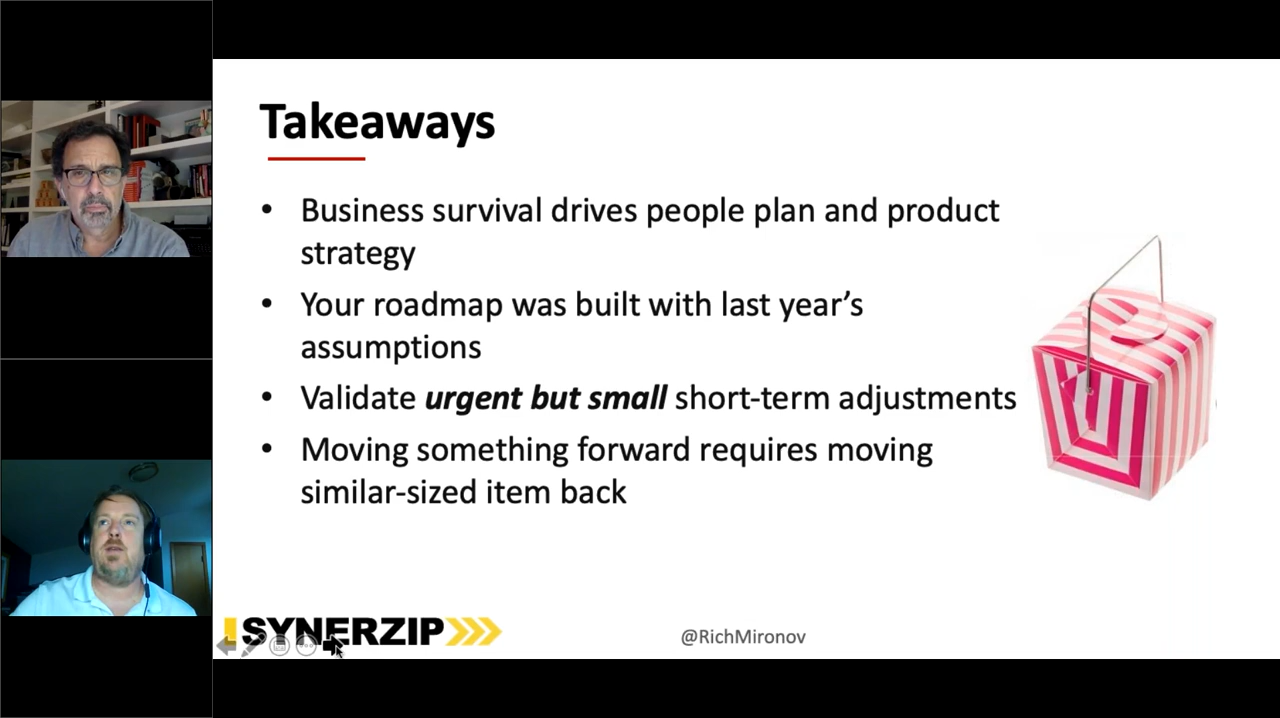 Takeaways
• Business survival drives people plan and product
strategy
• Your roadmap was built with last year’s
assumptions
• Validate urgent but small short-term adjustments
• Moving something forward requires moving
similar-sized item back
SYNERZIP
@RichMironov